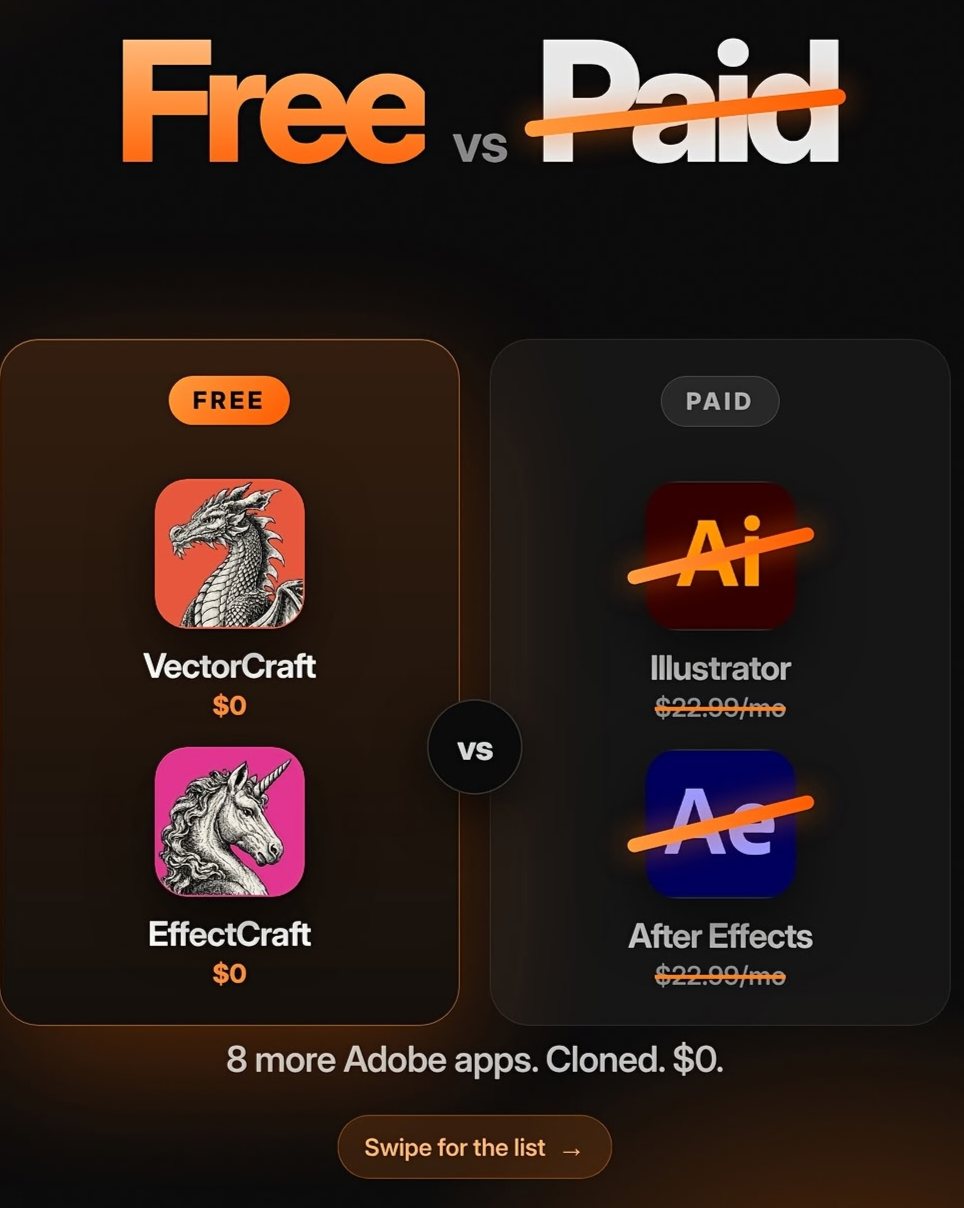 Free vs Paid
FREE
VectorCraft
$0
EffectCraft
$0
vs
PAID
Ai
Illustrator
$22.99/mo
Ae
After Effects
$22.99/mo
8 more Adobe apps. Cloned. $0.
Swipe for the list →